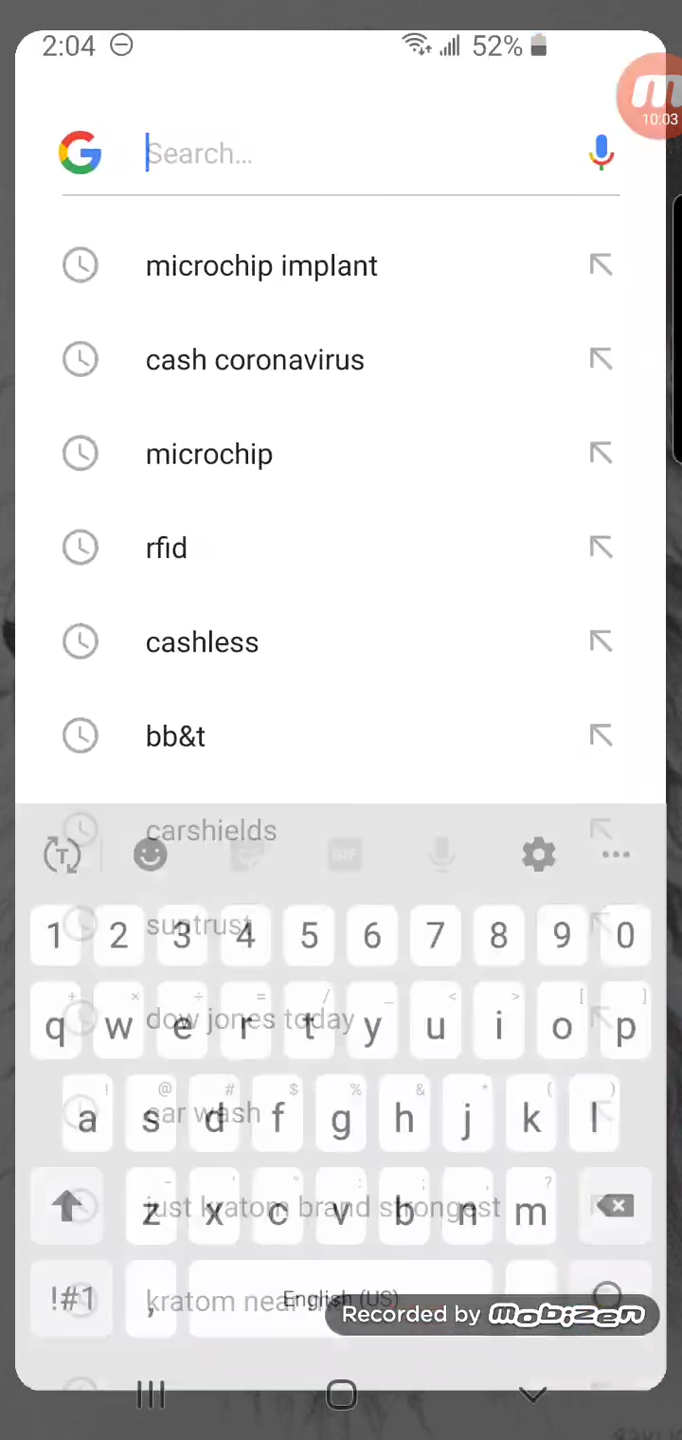 2:04 52%
10:03
Search...
microchip implant
cash coronavirus
microchip
rfid
cashless
bb&t
carshields
GIF
suntrust
1 2 3 4 5 6 7 8 9 0
dow jones today
+ × ÷ = / _ < > [ ]
q w e r t y u i o p
car wash
! @ # $ % & * ( )
a s d f g h j k l
just kratom brand strongest
- ' " : ; , ?
z x c v b n m
kratom near
!#1 , English (US)
Recorded by mobizen